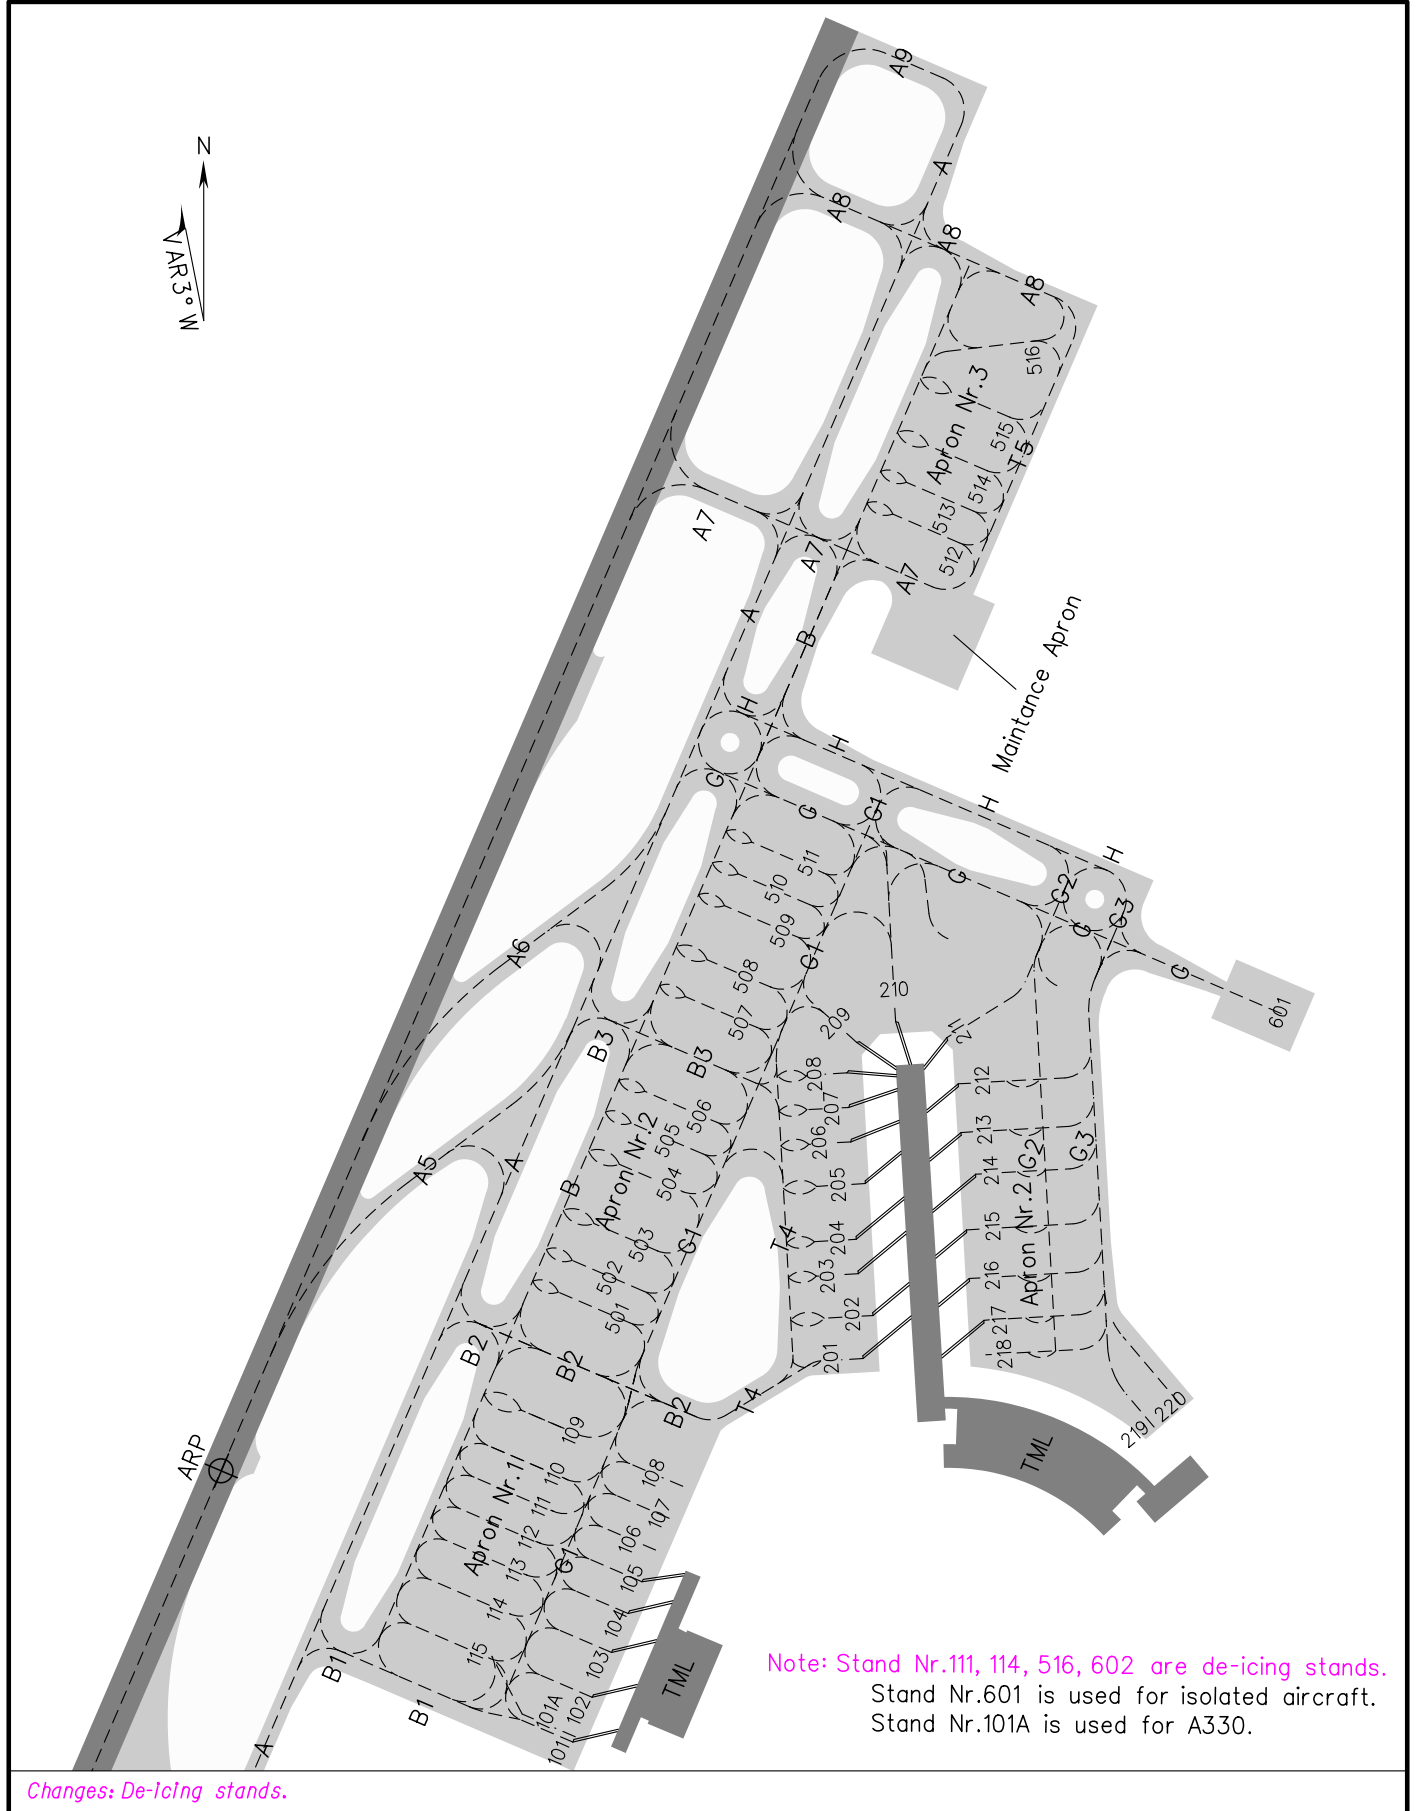 A9
N
VAR3° W
A
A8
A8
A8
516
Apron Nr.3
515
T5
514
513
512
A7
A7
A7
A
B
Maintance Apron
H
H
H
H
G
G
G1
G
G2
G3
G
G
601
511
510
509
508
507
G1
210
209
211
A6
B3
B3
506
505
504
503
502
501
Apron Nr.2
208
207
206
205
204
203
202
201
212
213
214
215
216
217
218
G2
G3
Apron Nr.2
A5
A
B
G1
T4
T4
B2
B2
B2
219
220
TML
ARP
109
110
111
112
113
114
115
Apron Nr.1
G1
108
107
106
105
104
103
102
101A
101
TML
B1
B1
A
Note: Stand Nr.111, 114, 516, 602 are de-icing stands.
Stand Nr.601 is used for isolated aircraft.
Stand Nr.101A is used for A330.
Changes: De-icing stands.